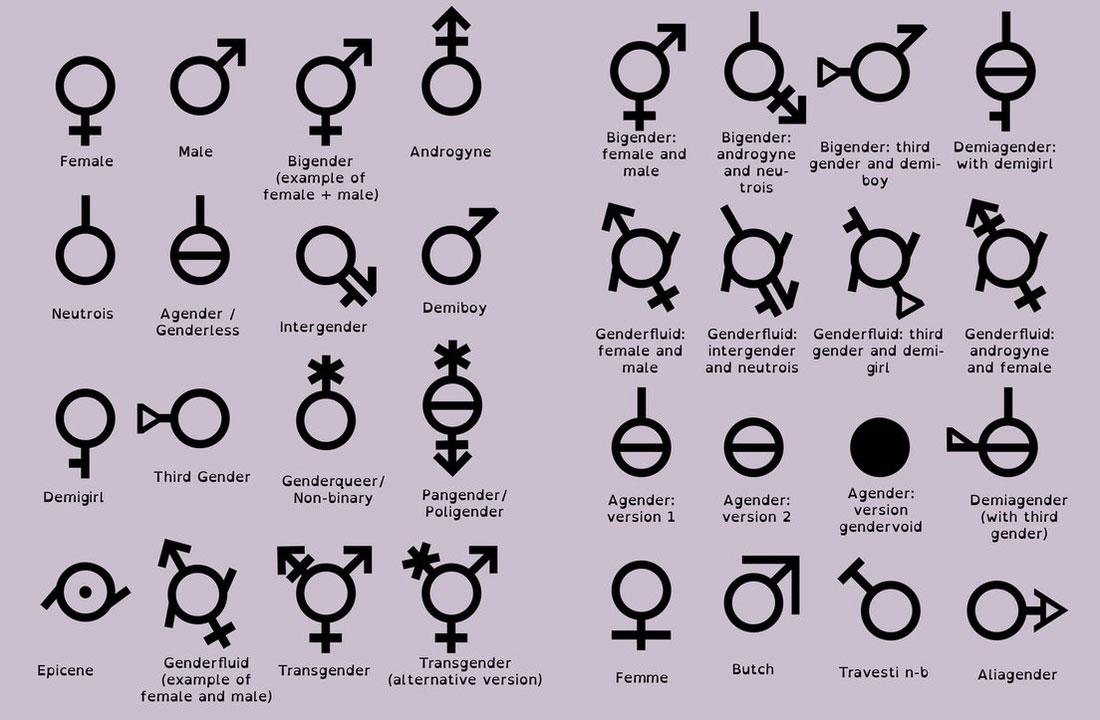 Female
Male
Bigender
(example of
female + male)
Androgyne
Neutrois
Agender /
Genderless
Intergender
Demiboy
Demigirl
Third Gender
Genderqueer/
Non-binary
Pangender/
Poligender
Epicene
Genderfluid
(example of
female and male)
Transgender
Transgender
(alternative version)
Bigender:
female and
male
Bigender:
androgyne
and neu-
trois
Bigender: third
gender and demi-
boy
Demiagender:
with demigirl
Genderfluid:
female and
male
Genderfluid:
intergender
and neutrois
Genderfluid: third
gender and demi-
girl
Genderfluid:
androgyne
and female
Agender:
version 1
Agender:
version 2
Agender:
version
gendervoid
Demiagender
(with third
gender)
Femme
Butch
Travesti n-b
Aliagender